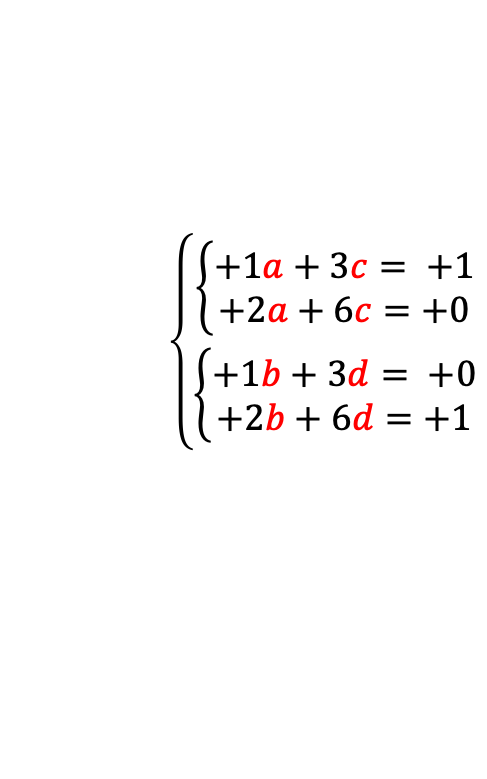 +1a + 3c = +1
+2a + 6c = +0
+1b + 3d = +0
+2b + 6d = +1